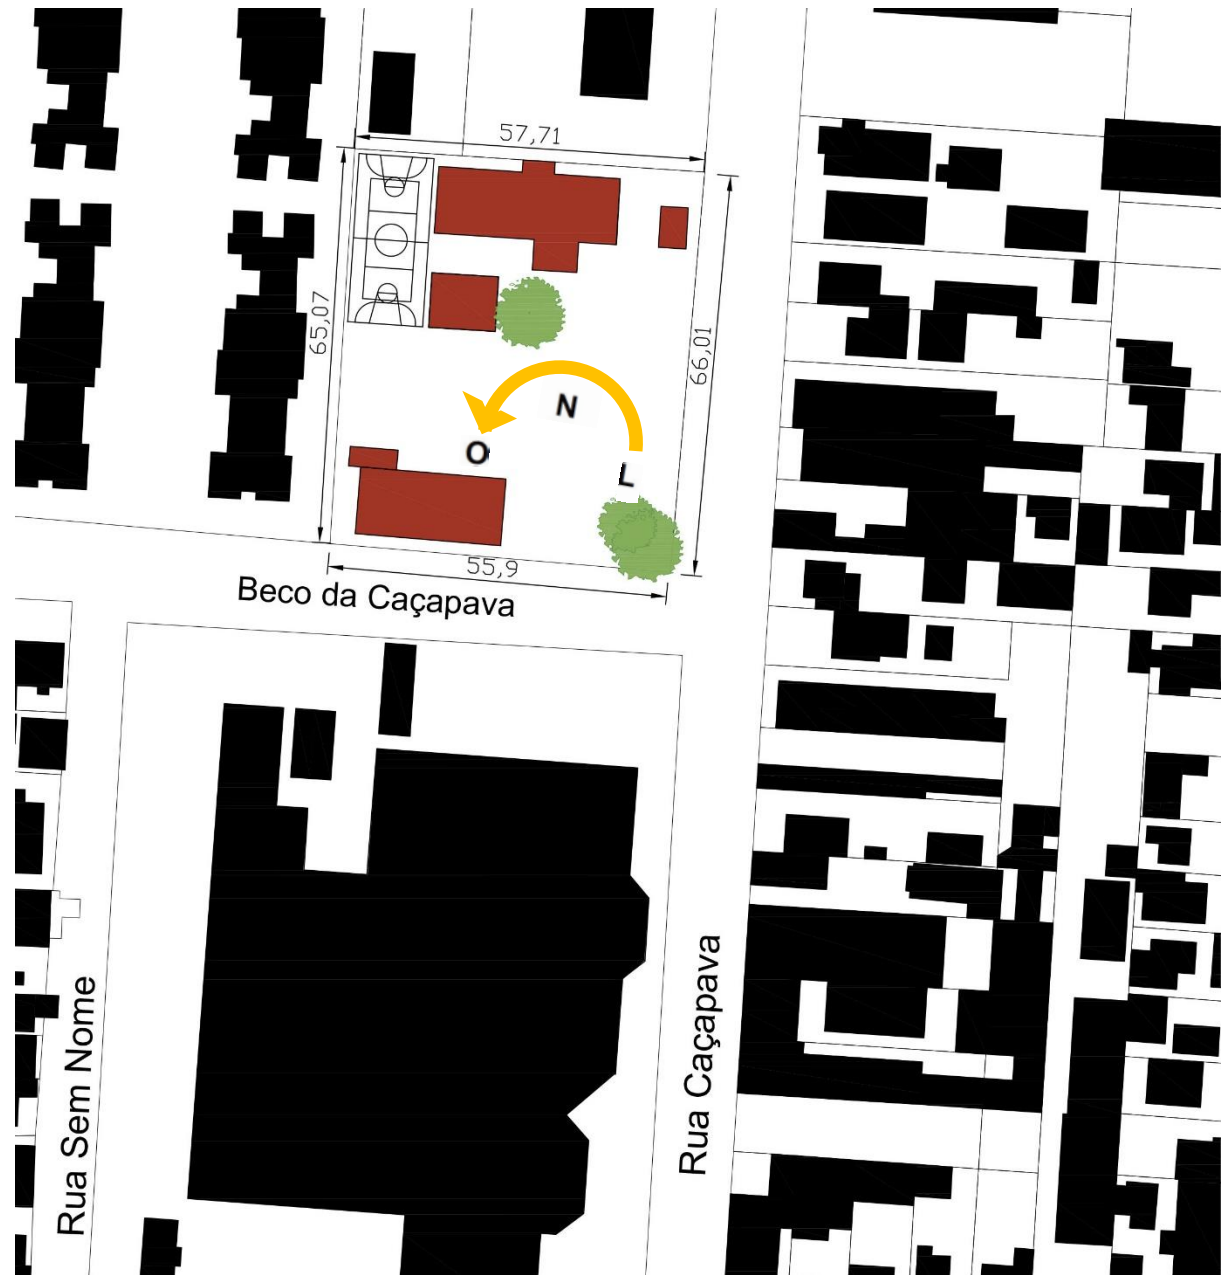 57,71
65,07
66,01
N
O
L
55,9
Beco da Caçapava
Rua Caçapava
Rua Sem Nome